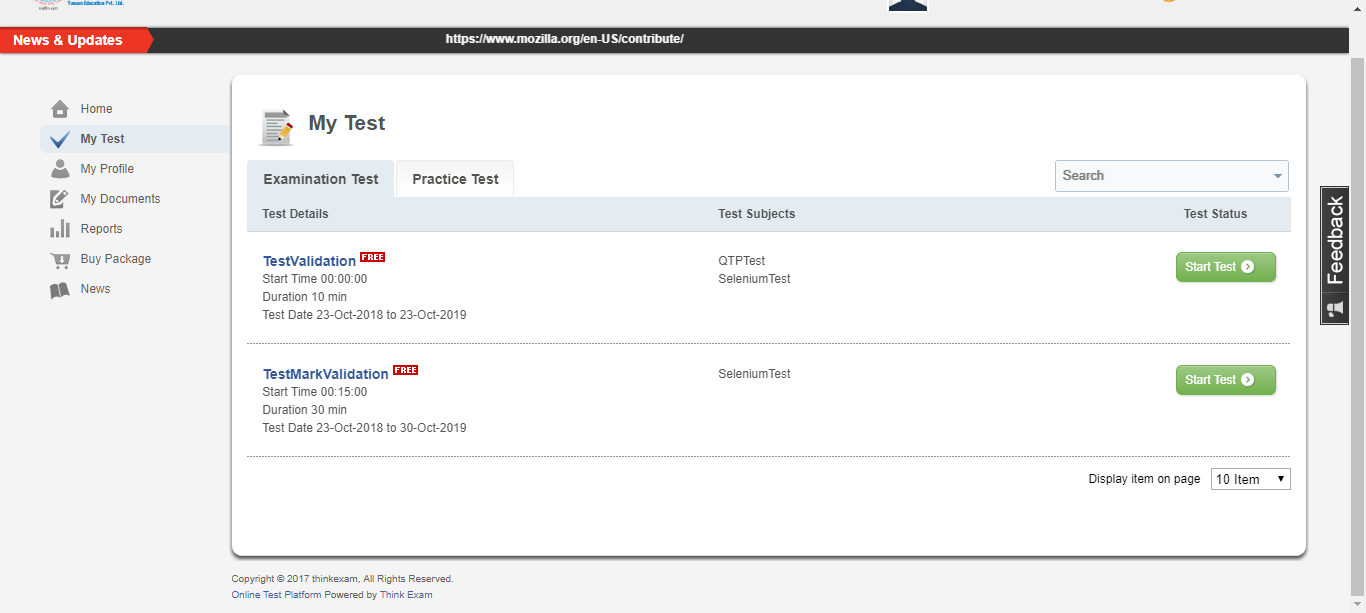 Yanam Education Pvt. Ltd.
News & Updates
https://www.mozilla.org/en-US/contribute/
Home
My Test
My Profile
My Documents
Reports
Buy Package
News
My Test
Examination Test
Practice Test
Search
Test Details
Test Subjects
Test Status
TestValidation FREE
Start Time 00:00:00
Duration 10 min
Test Date 23-Oct-2018 to 23-Oct-2019
QTPTest
SeleniumTest
Start Test
TestMarkValidation FREE
Start Time 00:15:00
Duration 30 min
Test Date 23-Oct-2018 to 30-Oct-2019
SeleniumTest
Start Test
Display item on page
10 Item
Feedback
Copyright © 2017 thinkexam, All Rights Reserved.
Online Test Platform Powered by Think Exam